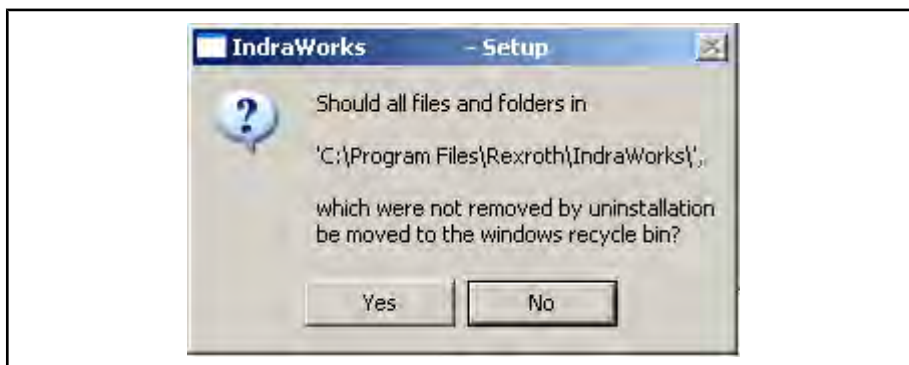 IndraWorks - Setup
Should all files and folders in
'C:\Program Files\Rexroth\IndraWorks\',
which were not removed by uninstallation
be moved to the windows recycle bin?
Yes No